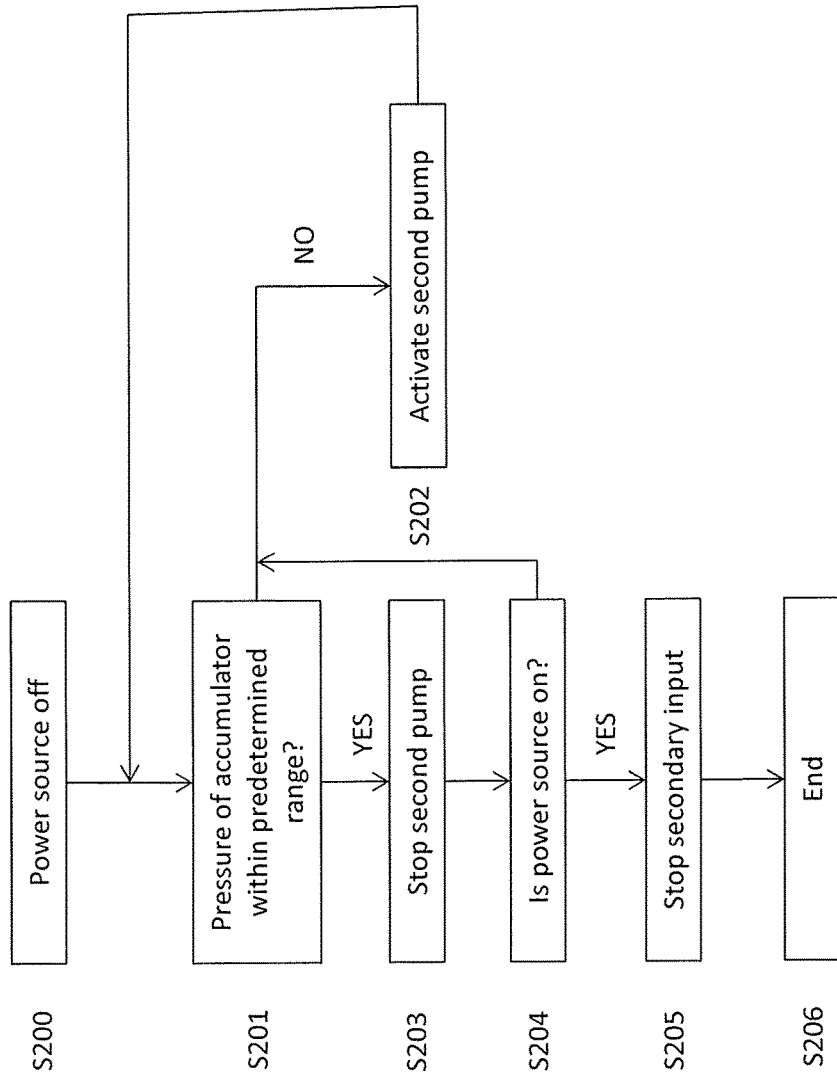 S200
Power source off
S201
Pressure of accumulator
within predetermined
range?
NO
YES
S202
Activate second pump
S203
Stop second pump
S204
Is power source on?
YES
S205
Stop secondary input
S206
End